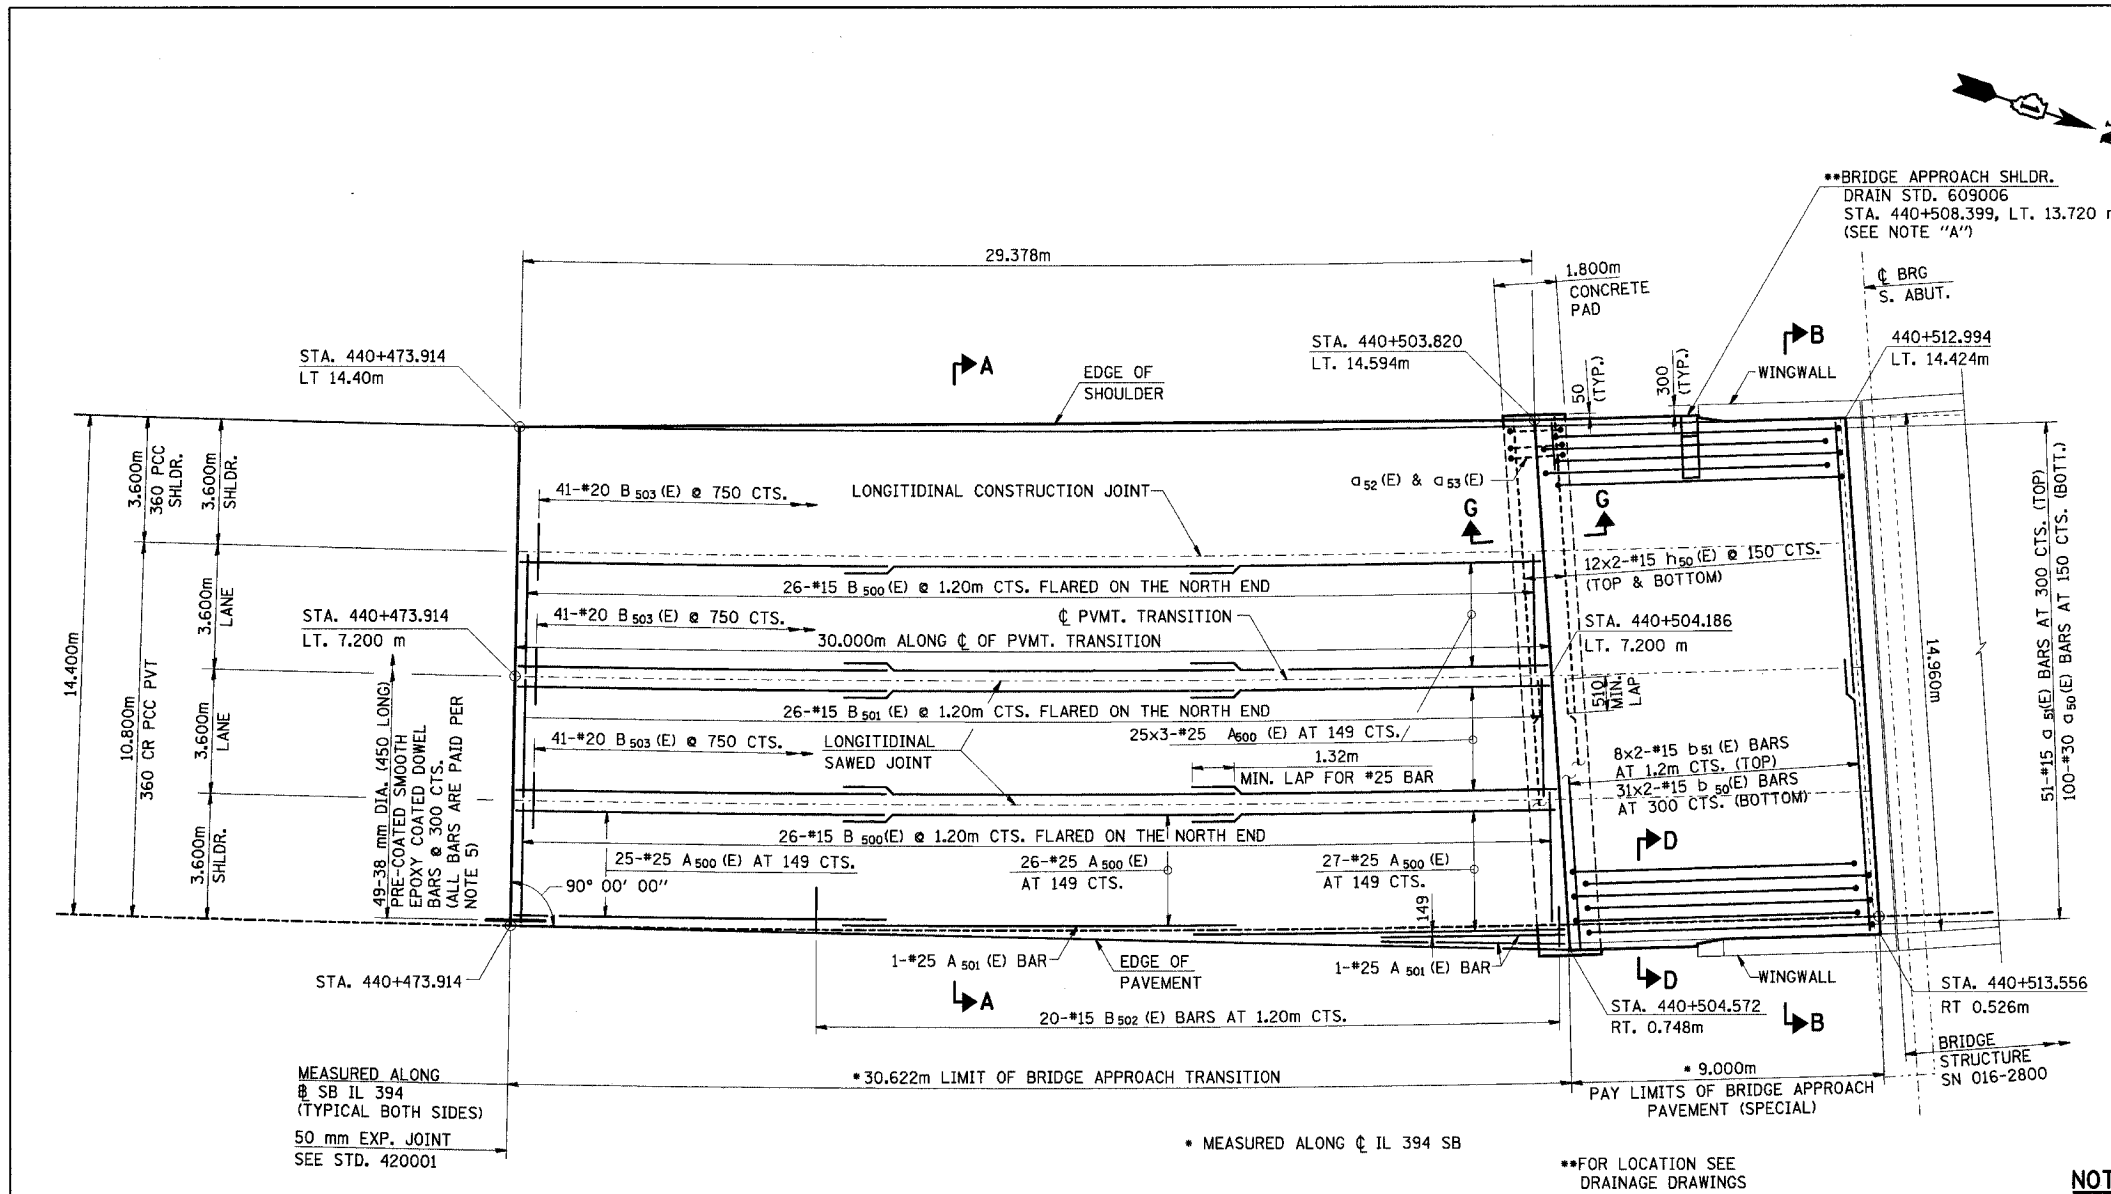 **BRIDGE APPROACH SHLDR.
DRAIN STD. 609006
STA. 440+508.399, LT. 13.720
(SEE NOTE "A")
29.378m
1.800m
CONCRETE
PAD
℄ BRG
S. ABUT.
STA. 440+473.914
LT 14.40m
A
EDGE OF
SHOULDER
STA. 440+503.820
LT. 14.594m
50
(TYP.)
300
(TYP.)
B
WINGWALL
440+512.994
LT. 14.424m
14.400m
3.600m
360 PCC
SHLDR.
3.600m
SHLDR.
10.800m
360 CR PCC PVT
3.600m
LANE
3.600m
LANE
3.600m
SHLDR.
41-#20 B503(E) @ 750 CTS.
LONGITIDINAL CONSTRUCTION JOINT
a52(E) & a53(E)
G
G
26-#15 B500(E) @ 1.20m CTS. FLARED ON THE NORTH END
12x2-#15 h50(E) @ 150 CTS.
(TOP & BOTTOM)
STA. 440+473.914
LT. 7.200 m
41-#20 B503(E) @ 750 CTS.
℄ PVMT. TRANSITION
30.000m ALONG ℄ OF PVMT. TRANSITION
STA. 440+504.186
LT. 7.200 m
510
MIN.
LAP
14.960m
51-#15 a51(E) BARS AT 300 CTS. (TOP)
100-#30 a50(E) BARS AT 150 CTS. (BOTT.)
49-38 mm DIA. (450 LONG)
PRE-COATED SMOOTH
EPOXY COATED DOWEL
BARS @ 300 CTS.
(ALL BARS ARE PAID PER
NOTE 5)
26-#15 B501(E) @ 1.20m CTS. FLARED ON THE NORTH END
41-#20 B503(E) @ 750 CTS.
LONGITIDINAL
SAWED JOINT
25x3-#25 A500 (E) AT 149 CTS.
1.32m
MIN. LAP FOR #25 BAR
8x2-#15 b51(E) BARS
AT 1.2m CTS. (TOP)
31x2-#15 b50(E) BARS
AT 300 CTS. (BOTTOM)
26-#15 B500(E) @ 1.20m CTS. FLARED ON THE NORTH END
25-#25 A500(E) AT 149 CTS.
26-#25 A500(E)
AT 149 CTS.
27-#25 A500(E)
AT 149 CTS.
D
90° 00' 00"
149
STA. 440+473.914
1-#25 A501(E) BAR
EDGE OF
PAVEMENT
1-#25 A501(E) BAR
A
D
WINGWALL
B
STA. 440+513.556
RT 0.526m
20-#15 B502(E) BARS AT 1.20m CTS.
STA. 440+504.572
RT. 0.748m
BRIDGE
STRUCTURE
SN 016-2800
MEASURED ALONG
℄ SB IL 394
(TYPICAL BOTH SIDES)
50 mm EXP. JOINT
SEE STD. 420001
*30.622m LIMIT OF BRIDGE APPROACH TRANSITION
* 9.000m
PAY LIMITS OF BRIDGE APPROACH
PAVEMENT (SPECIAL)
* MEASURED ALONG ℄ IL 394 SB
**FOR LOCATION SEE
DRAINAGE DRAWINGS
NOT